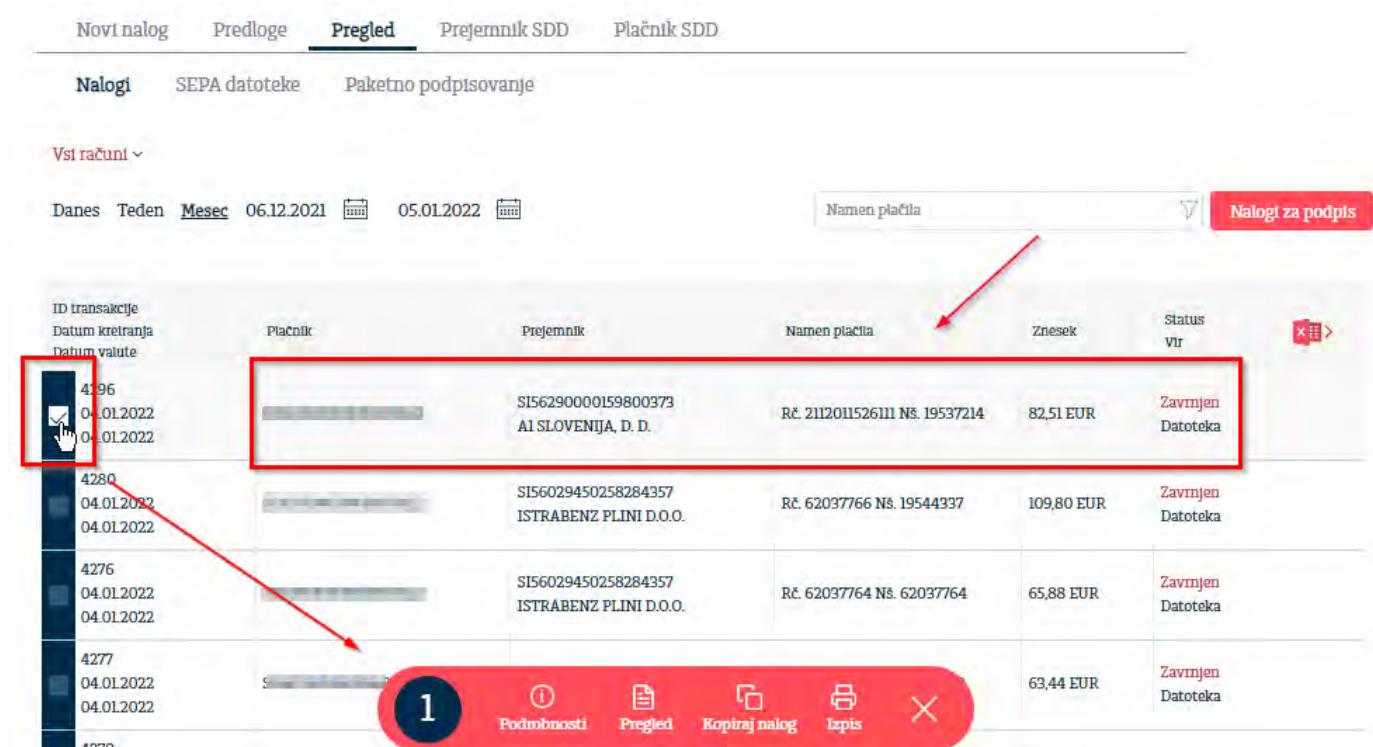 Novi nalog Predloge Pregled Prejemnik SDD Plačnik SDD
Nalogi SEPA datoteke Paketno podpisovanje
Vsi računi
Danes Teden Mesec 06.12.2021 05.01.2022 Namen plačila Nalogi za podpis
ID transakcije
Datum kreiranja
Datum valute
Plačnik
Prejemnik
Namen plačila
Znesek
Status
Vir
4296
04.01.2022
04.01.2022
SI56290000159800373
A1 SLOVENIJA, D. D.
Rč. 2112011526111 Nš. 19537214
82,51 EUR
Zavrnjen
Datoteka
4280
04.01.2022
04.01.2022
SI56029450258284357
ISTRABENZ PLINI D.O.O.
Rč. 62037766 Nš. 19544337
109,80 EUR
Zavrnjen
Datoteka
4276
04.01.2022
04.01.2022
SI56029450258284357
ISTRABENZ PLINI D.O.O.
Rč. 62037764 Nš. 62037764
65,88 EUR
Zavrnjen
Datoteka
4277
04.01.2022
04.01.2022
63,44 EUR
Zavrnjen
Datoteka
1 Podrobnosti Pregled Kopiraj nalog Izpis